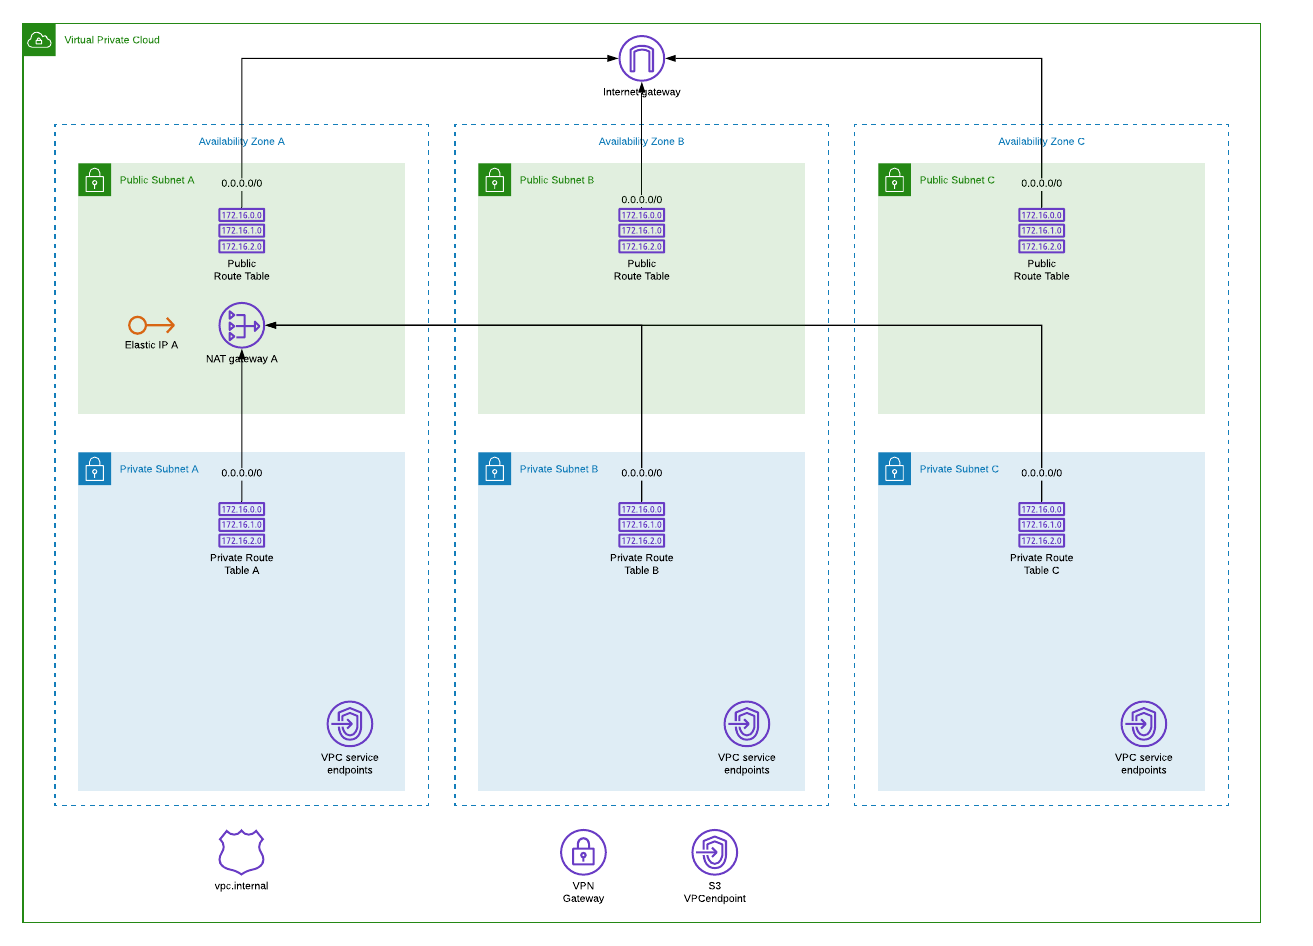 Virtual Private Cloud
Internet gateway
Availability Zone A
Availability Zone B
Availability Zone C
Public Subnet A
0.0.0.0/0
172.16.0.0
172.16.1.0
172.16.2.0
Public
Route Table
Elastic IP A
NAT gateway A
Public Subnet B
0.0.0.0/0
172.16.0.0
172.16.1.0
172.16.2.0
Public
Route Table
Public Subnet C
0.0.0.0/0
172.16.0.0
172.16.1.0
172.16.2.0
Public
Route Table
Private Subnet A
0.0.0.0/0
172.16.0.0
172.16.1.0
172.16.2.0
Private Route
Table A
VPC service
endpoints
Private Subnet B
0.0.0.0/0
172.16.0.0
172.16.1.0
172.16.2.0
Private Route
Table B
VPC service
endpoints
Private Subnet C
0.0.0.0/0
172.16.0.0
172.16.1.0
172.16.2.0
Private Route
Table C
VPC service
endpoints
vpc.internal
VPN
Gateway
S3
VPCendpoint